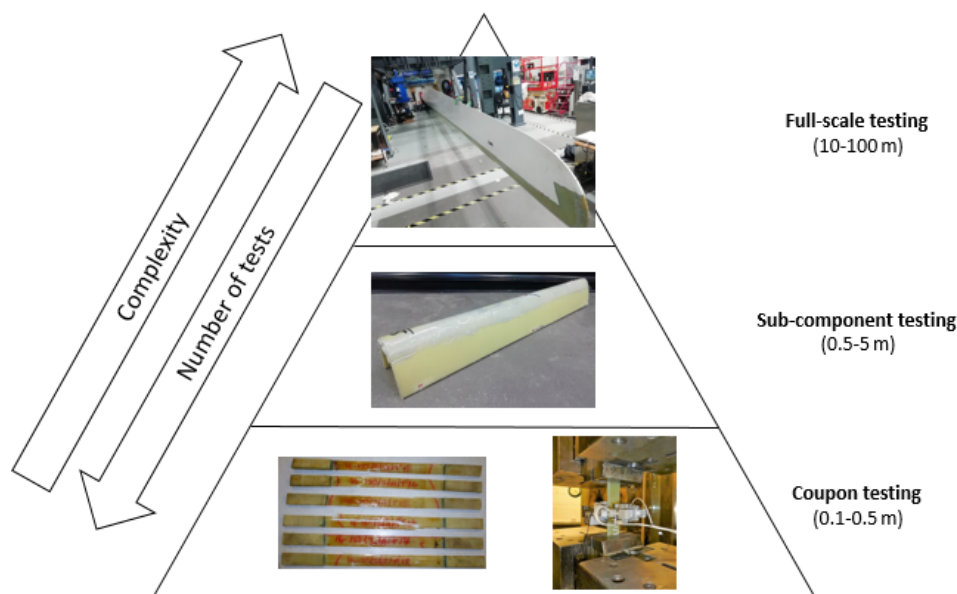 Complexity
Number of tests
Full-scale testing
(10-100 m)
Sub-component testing
(0.5-5 m)
Coupon testing
(0.1-0.5 m)